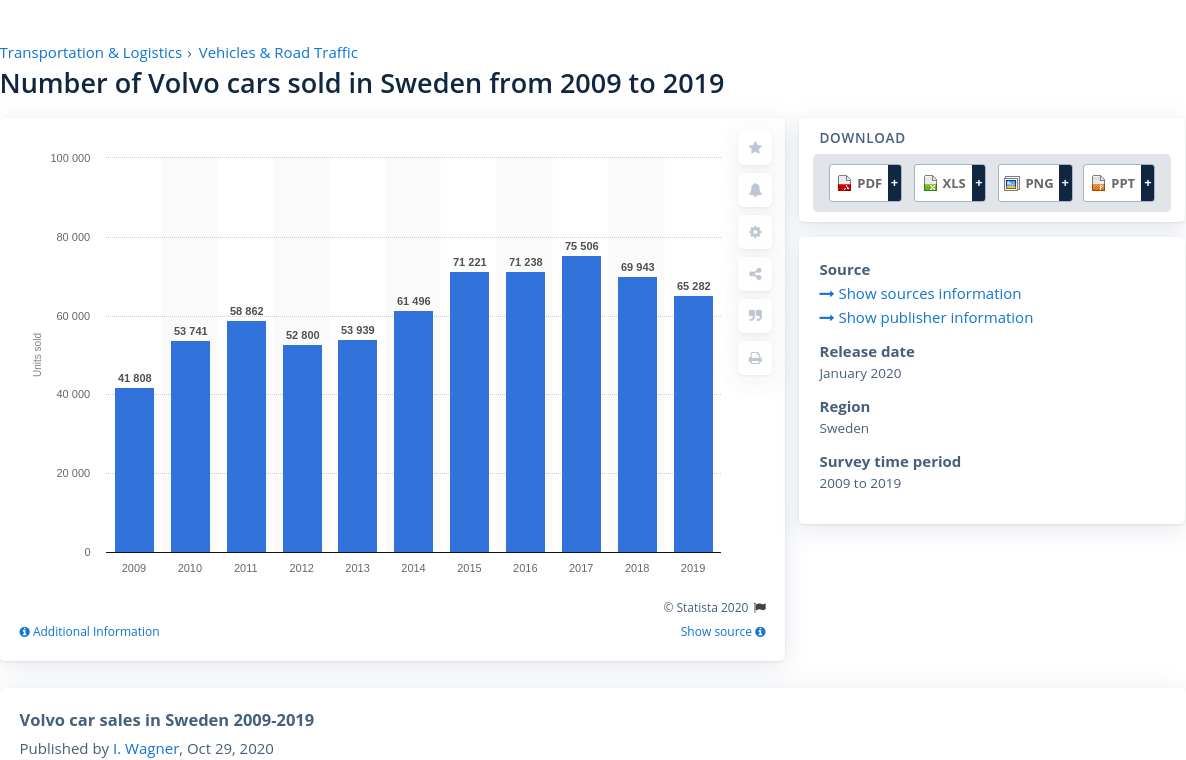 Transportation & Logistics › Vehicles & Road Traffic
Number of Volvo cars sold in Sweden from 2009 to 2019
100 000
80 000
60 000
40 000
20 000
0
Units sold
41 808
53 741
58 862
52 800
53 939
61 496
71 221
71 238
75 506
69 943
65 282
2009 2010 2011 2012 2013 2014 2015 2016 2017 2018 2019
© Statista 2020
Additional Information
Show source
DOWNLOAD
PDF + XLS + PNG + PPT +
Source
Show sources information
Show publisher information
Release date
January 2020
Region
Sweden
Survey time period
2009 to 2019
Volvo car sales in Sweden 2009-2019
Published by I. Wagner, Oct 29, 2020